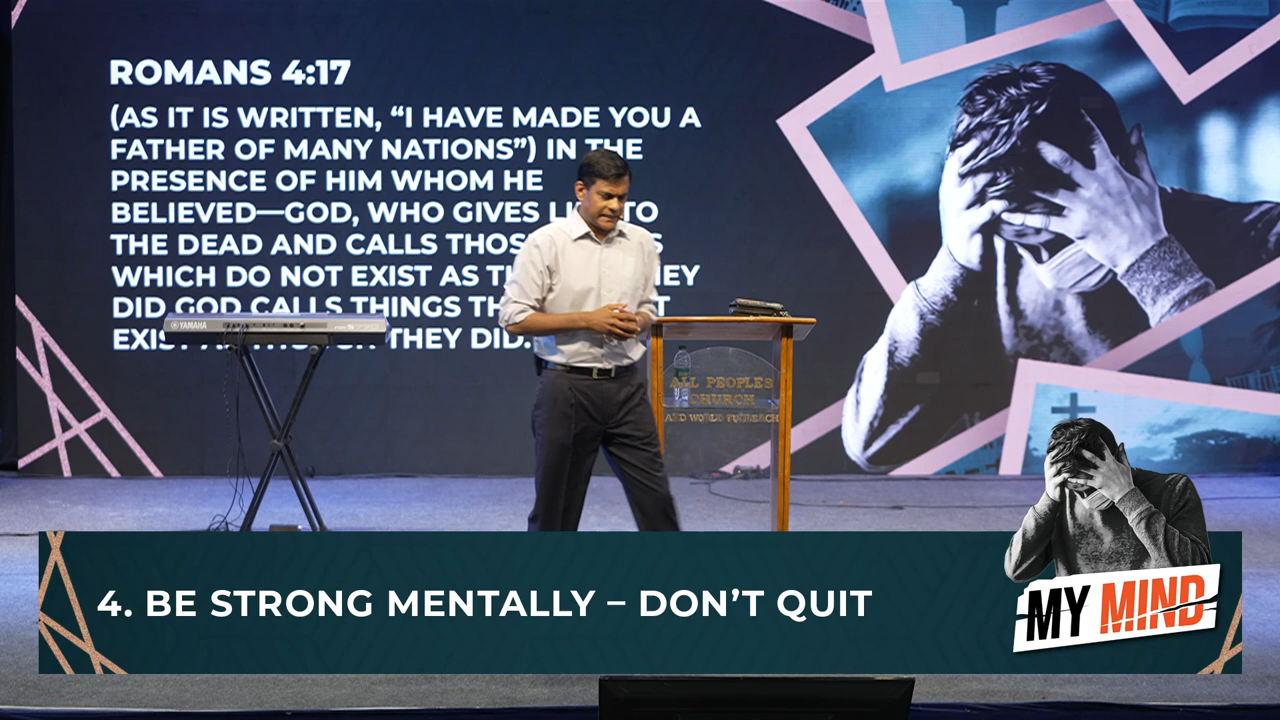 ROMANS 4:17
(AS IT IS WRITTEN, “I HAVE MADE YOU A
FATHER OF MANY NATIONS”) IN THE
PRESENCE OF HIM WHOM HE
BELIEVED—GOD, WHO GIVES TO
THE DEAD AND CALLS
WHICH DO NOT EXIST AS
DID GOD CALLS THINGS
THEY DID.
YAMAHA
ALL PEOPLES
CHURCH
AND WORLD OUTREACH
4. BE STRONG MENTALLY – DON’T QUIT
MY MIND